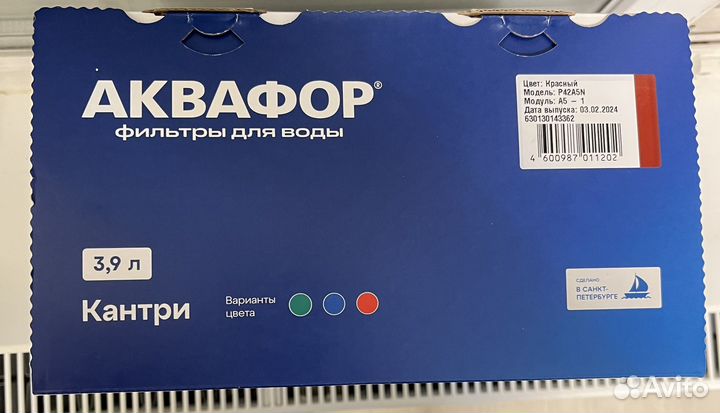 АКВАФОР®
фильтры для воды
Цвет: Красный
Модель: P42A5N
Модуль: А5 – 1
Дата выпуска: 03.02.2024
630130143362
4 600987 011202
3,9 л
Кантри
Варианты
цвета
СДЕЛАНО
В САНКТ-
ПЕТЕРБУРГЕ
Avito